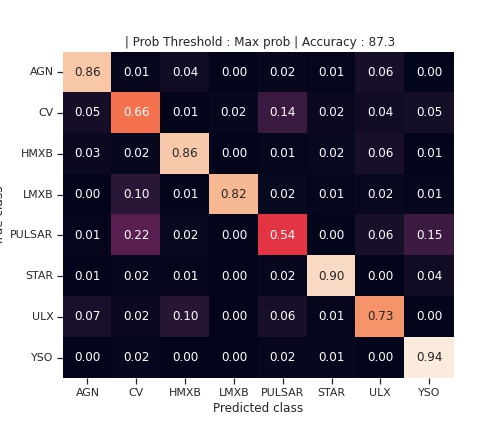 | Prob Threshold : Max prob | Accuracy : 87.3
AGN 0.86 0.01 0.04 0.00 0.02 0.01 0.06 0.00
CV 0.05 0.66 0.01 0.02 0.14 0.02 0.04 0.05
HMXB 0.03 0.02 0.86 0.00 0.01 0.02 0.06 0.01
LMXB 0.00 0.10 0.01 0.82 0.02 0.01 0.02 0.01
PULSAR 0.01 0.22 0.02 0.00 0.54 0.00 0.06 0.15
STAR 0.01 0.02 0.01 0.00 0.02 0.90 0.00 0.04
ULX 0.07 0.02 0.10 0.00 0.06 0.01 0.73 0.00
YSO 0.00 0.02 0.00 0.00 0.02 0.01 0.00 0.94
AGN CV HMXB LMXB PULSAR STAR ULX YSO
Predicted class